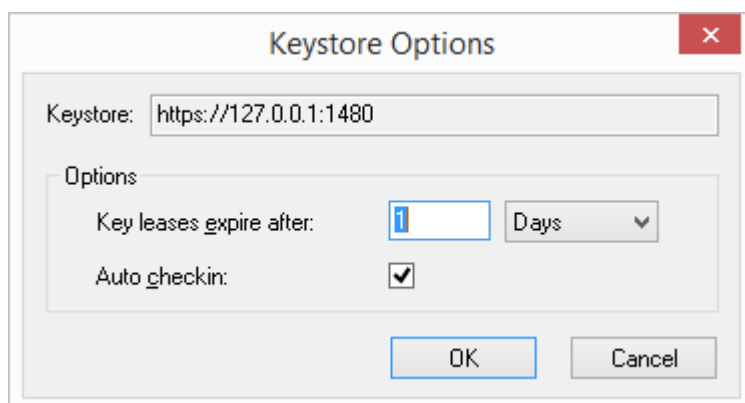 Keystore Options
Keystore: https://127.0.0.1:1480
Options
Key leases expire after: 1 Days
Auto checkin:
OK Cancel